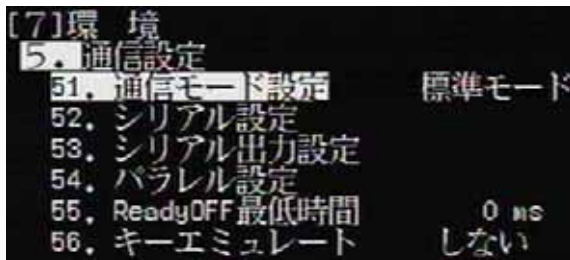 [7]環 境
5. 通信設定
51. 通信モード設定 標準モード
52. シリアル設定
53. シリアル出力設定
54. パラレル設定
55. ReadyOFF最低時間 0 ms
56. キーエミュレート しない